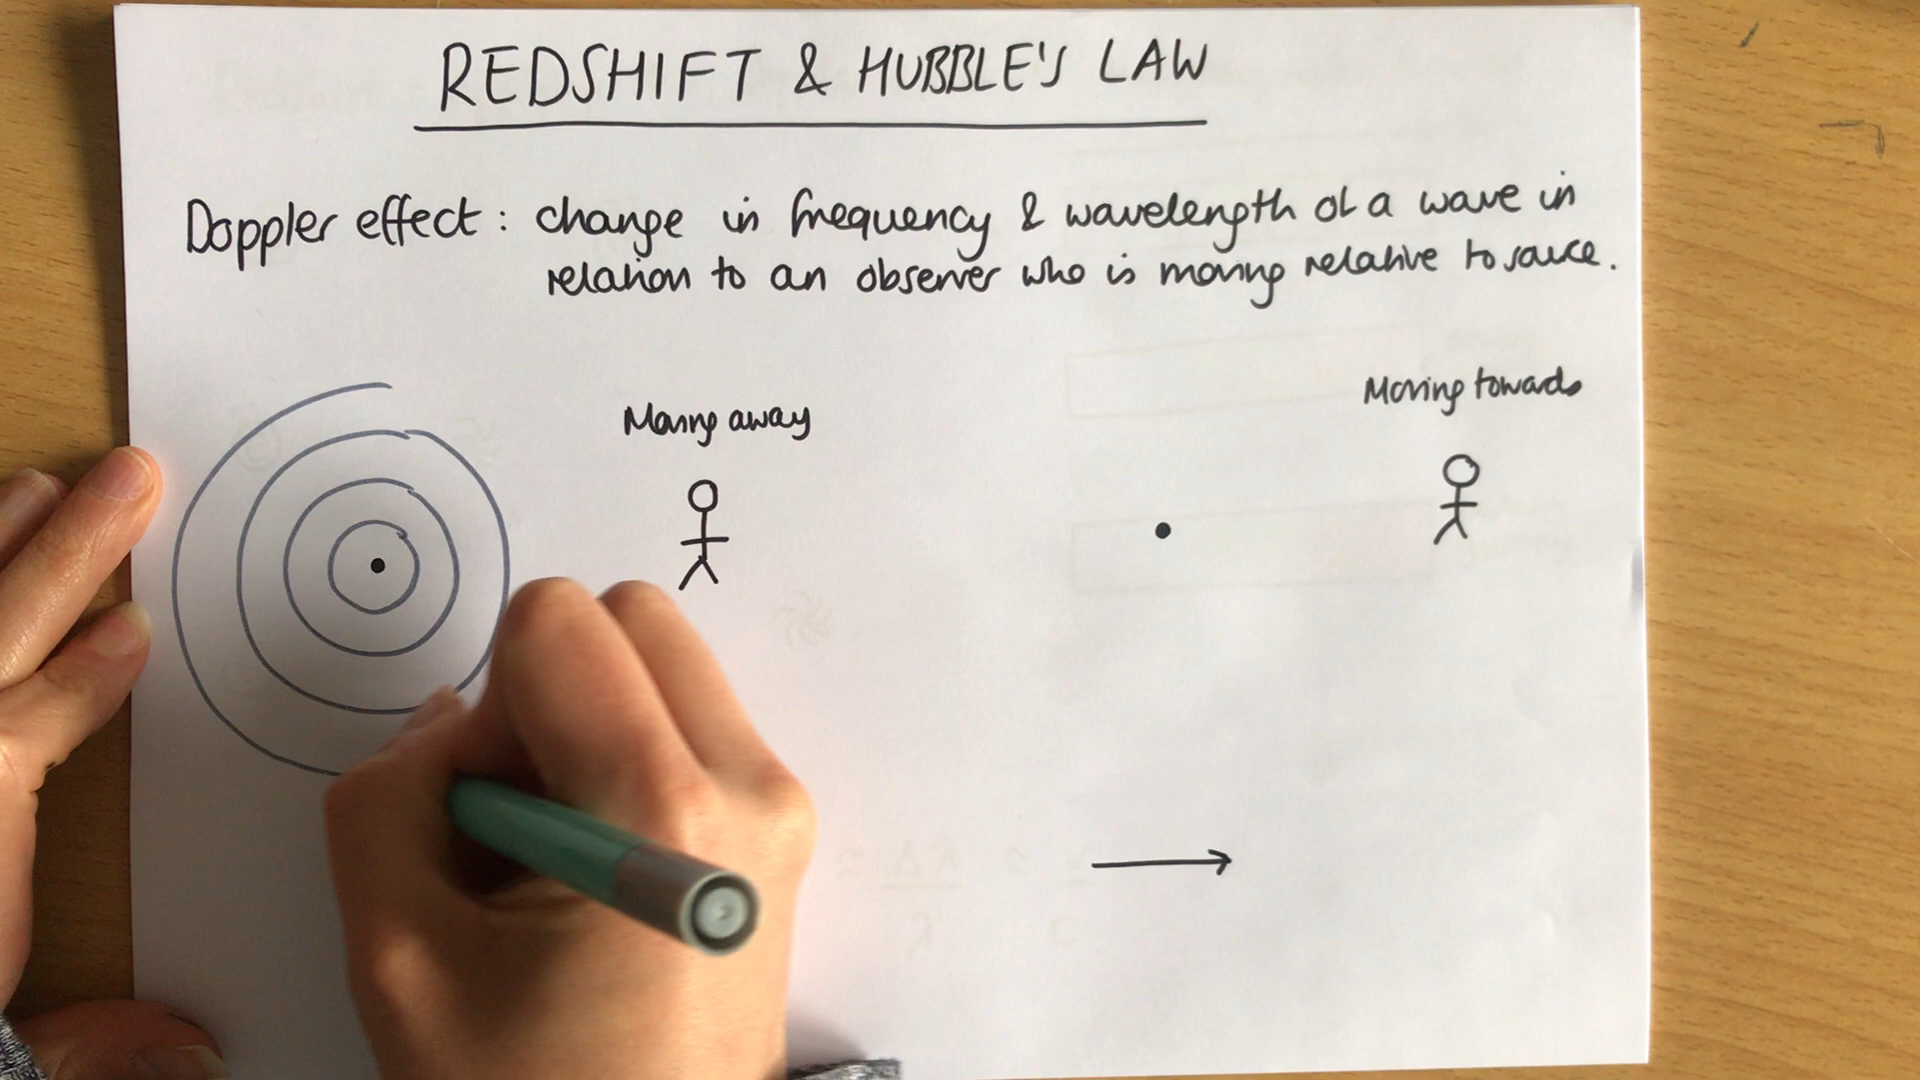 REDSHIFT & HUBBLE'S LAW
Doppler effect : change in frequency & wavelength of a wave in
relation to an observer who is moving relative to source.
Moving away
Moving towards